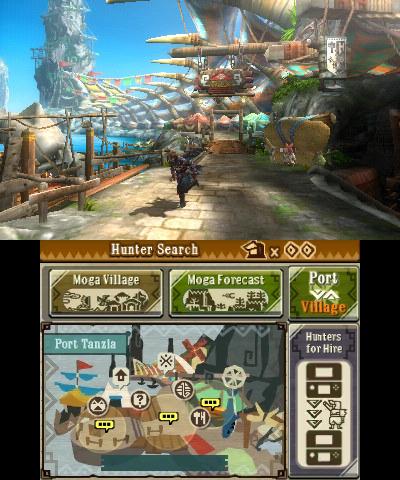 Hunter Search
x
Moga Village
Moga Forecast
Port
Village
Port Tanzia
?
Hunters
for Hire